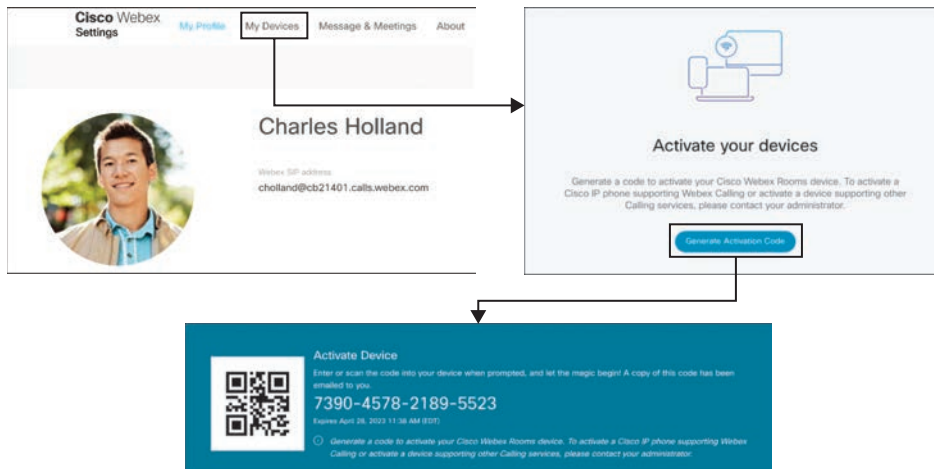 Cisco Webex
Settings
My Profile My Devices Message & Meetings About
Charles Holland
Webex SIP address
cholland@cb21401.calls.webex.com
Activate your devices
Generate a code to activate your Cisco Webex Rooms device. To activate a
Cisco IP phone supporting Webex Calling or activate a device supporting other
Calling services, please contact your administrator.
Generate Activation Code
Activate Device
Enter or scan the code into your device when prompted, and let the magic begin! A copy of this code has been
emailed to you.
7390-4578-2189-5523
Expires April 28, 2023 11:38 AM (EDT)
Generate a code to activate your Cisco Webex Rooms device. To activate a Cisco IP phone supporting Webex
Calling or activate a device supporting other Calling services, please contact your administrator.